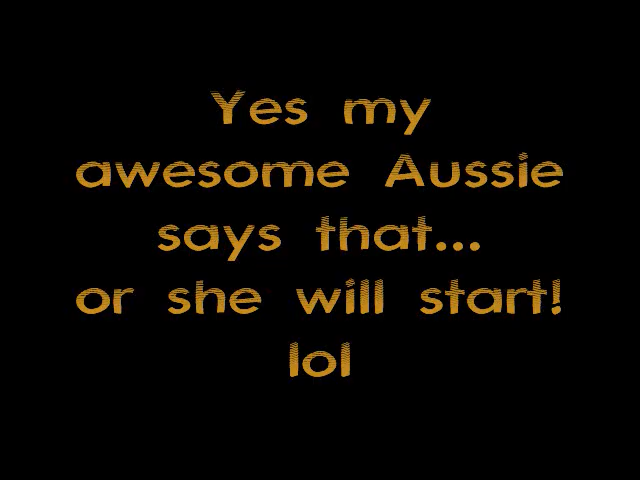 Yes my
awesome Aussie
says that...
or she will start!
lol